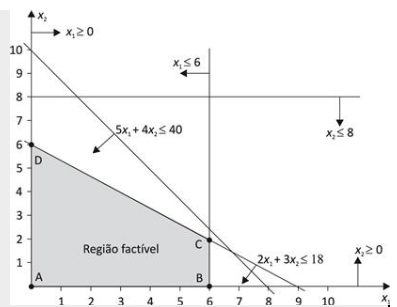 x₂
x₁ ≥ 0
10
9
8
7
6
5
4
3
2
1
x₁ ≤ 6
5x₁ + 4x₂ ≤ 40
x₂ ≤ 8
D
C
Região factível
2x₁ + 3x₂ ≤ 18
x₂ ≥ 0
A
B
1 2 3 4 5 6 7 8 9 10
x₁